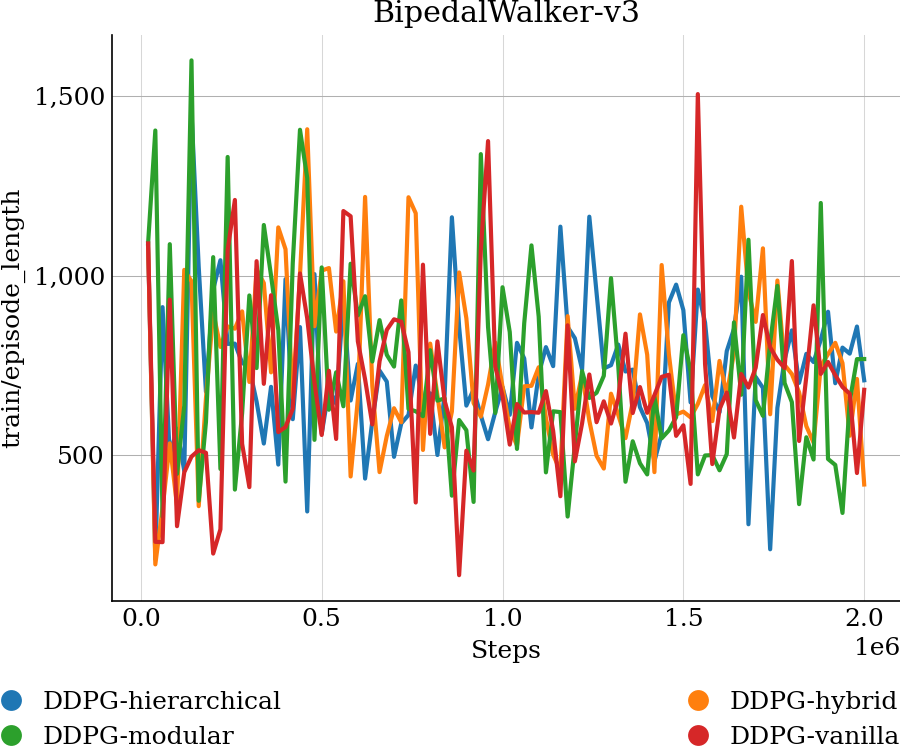 BipedalWalker-v3
train/episode_length
1,500
1,000
500
0.0 0.5 1.0 1.5 2.0
1e6
Steps
DDPG-hierarchical DDPG-hybrid
DDPG-modular DDPG-vanilla